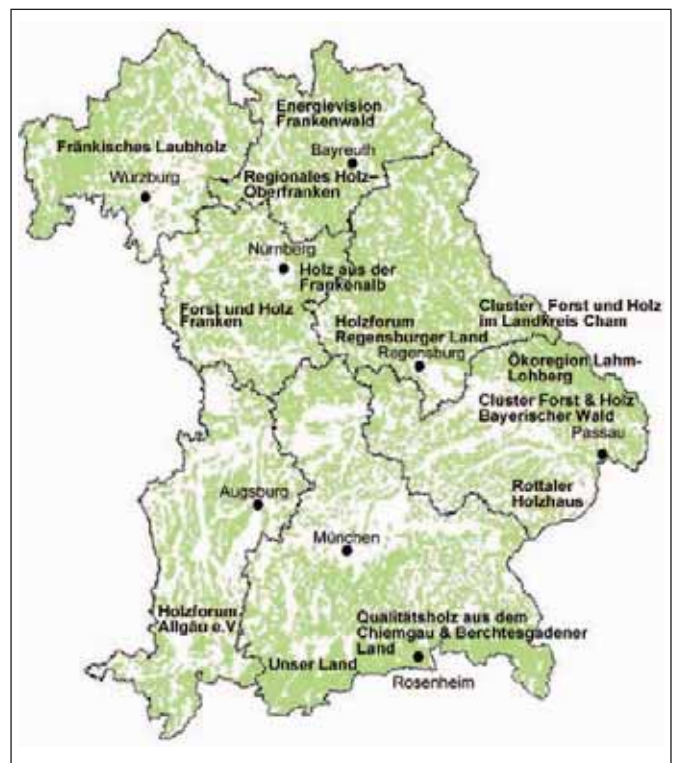 Energievision
Frankenwald
Fränkisches Laubholz
Bayreuth
Würzburg
Regionales Holz–
Oberfranken
Nürnberg
Holz aus der
Frankenalb
Forst und Holz
Franken
Cluster Forst und Holz
im Landkreis Cham
Holzforum
Regensburger Land
Regensburg
Ökoregion Lahm-
Lohberg
Cluster Forst & Holz
Bayerischer Wald
Passau
Rottaler
Holzhaus
Augsburg
München
Holzforum
Allgäu e.V.
Qualitätsholz aus dem
Chiemgau & Berchtesgadener
Land
Unser Land
Rosenheim